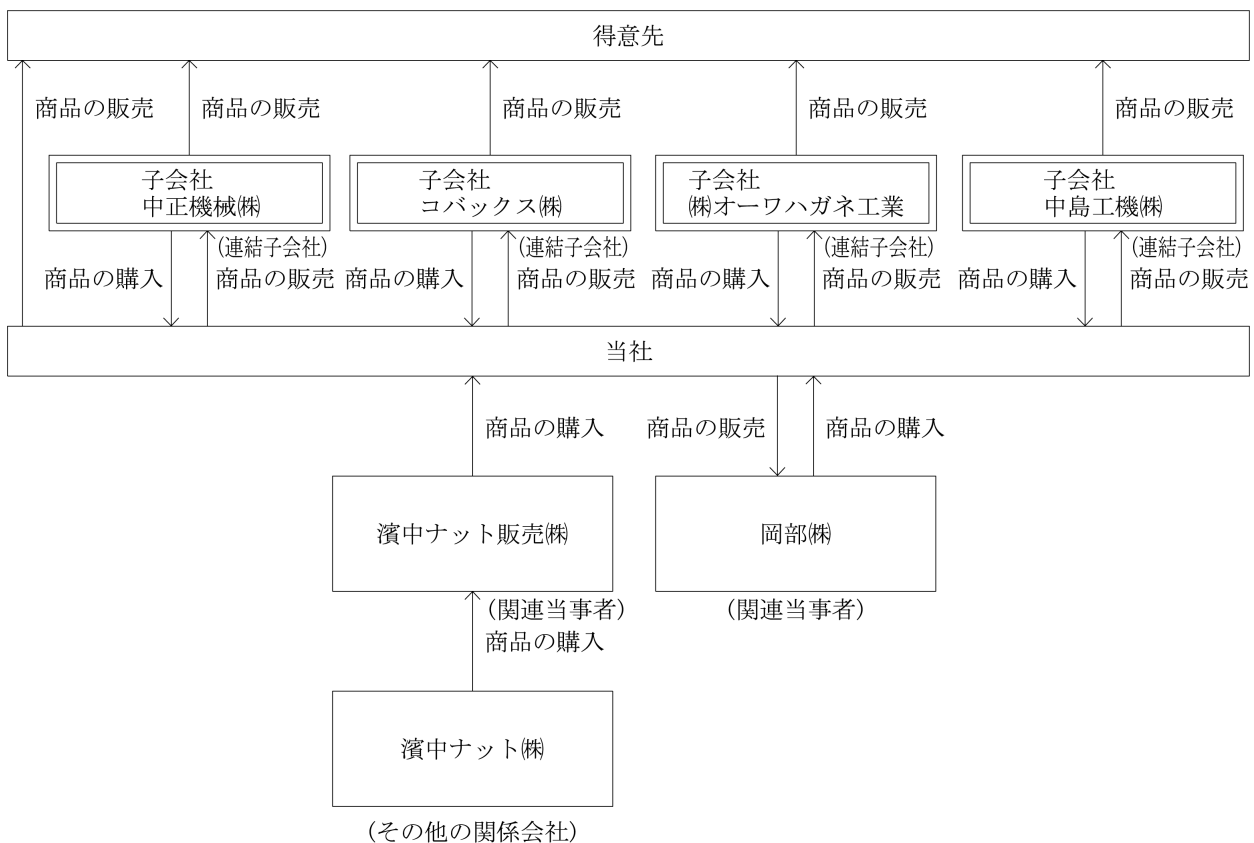 得意先
商品の販売
商品の販売
商品の販売
商品の販売
商品の販売
子会社
中正機械㈱
子会社
コバックス㈱
子会社
㈱オーワハガネ工業
子会社
中島工機㈱
(連結子会社)
(連結子会社)
(連結子会社)
(連結子会社)
商品の購入
商品の販売
商品の購入
商品の販売
商品の購入
商品の販売
商品の購入
商品の販売
当社
商品の購入
商品の販売
商品の購入
濱中ナット販売㈱
岡部㈱
(関連当事者)
(関連当事者)
商品の購入
濱中ナット㈱
(その他の関係会社)